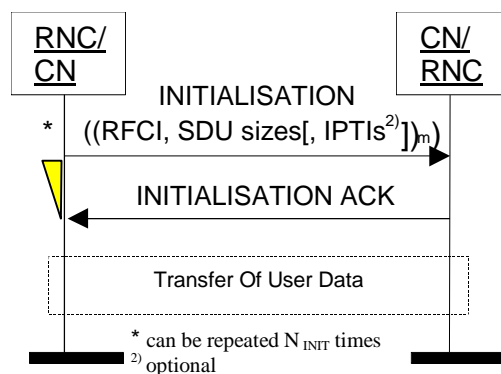 RNC/
CN
CN/
RNC
INITIALISATION
* ((RFCI, SDU sizes[, IPTIs2)])m)
INITIALISATION ACK
Transfer Of User Data
* can be repeated N INIT times
2) optional